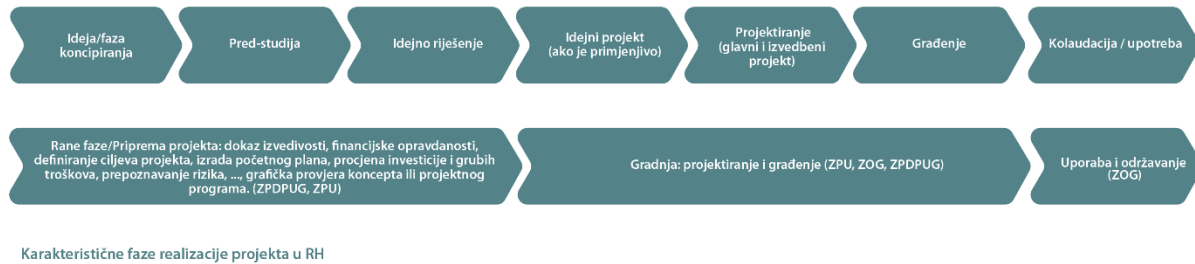 Ideja/faza
koncipiranja
Pred-studija
Idejno riješenje
Idejni projekt
(ako je primjenjivo)
Projektiranje
(glavni i izvedbeni
projekt)
Građenje
Kolaudacija / upotreba
Rane faze/Priprema projekta: dokaz izvedivosti, financijske opravdanosti,
definiranje ciljeva projekta, izrada početnog plana, procjena investicije i grubih
troškova, prepoznavanje rizika, ..., grafička provjera koncepta ili projektnog
programa. (ZPDPUG, ZPU)
Gradnja: projektiranje i građenje (ZPU, ZOG, ZPDPUG)
Uporaba i održavanje
(ZOG)
Karakteristične faze realizacije projekta u RH